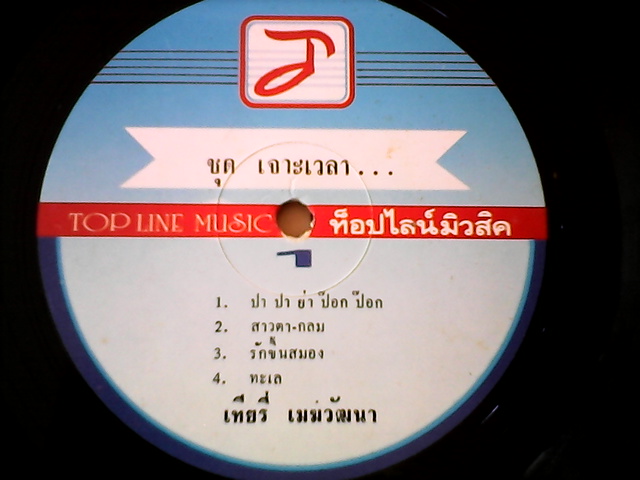 ชุด เจาะเวลา...
TOP LINE MUSIC ท็อปไลน์มิวสิค
1. ปา ปา ย่า ป๊อก ป๊อก
2. สาวตา-กลม
3. รักขึ้นสมอง
4. ทะเล
เทียรี่ เมฆวัฒนา